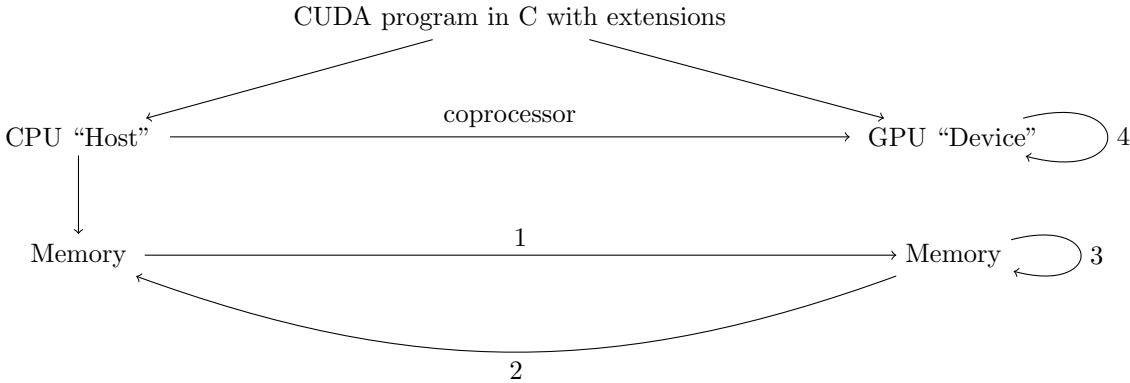 CUDA program in C with extensions
coprocessor
CPU “Host”
GPU “Device”
4
1
Memory
Memory
3
2